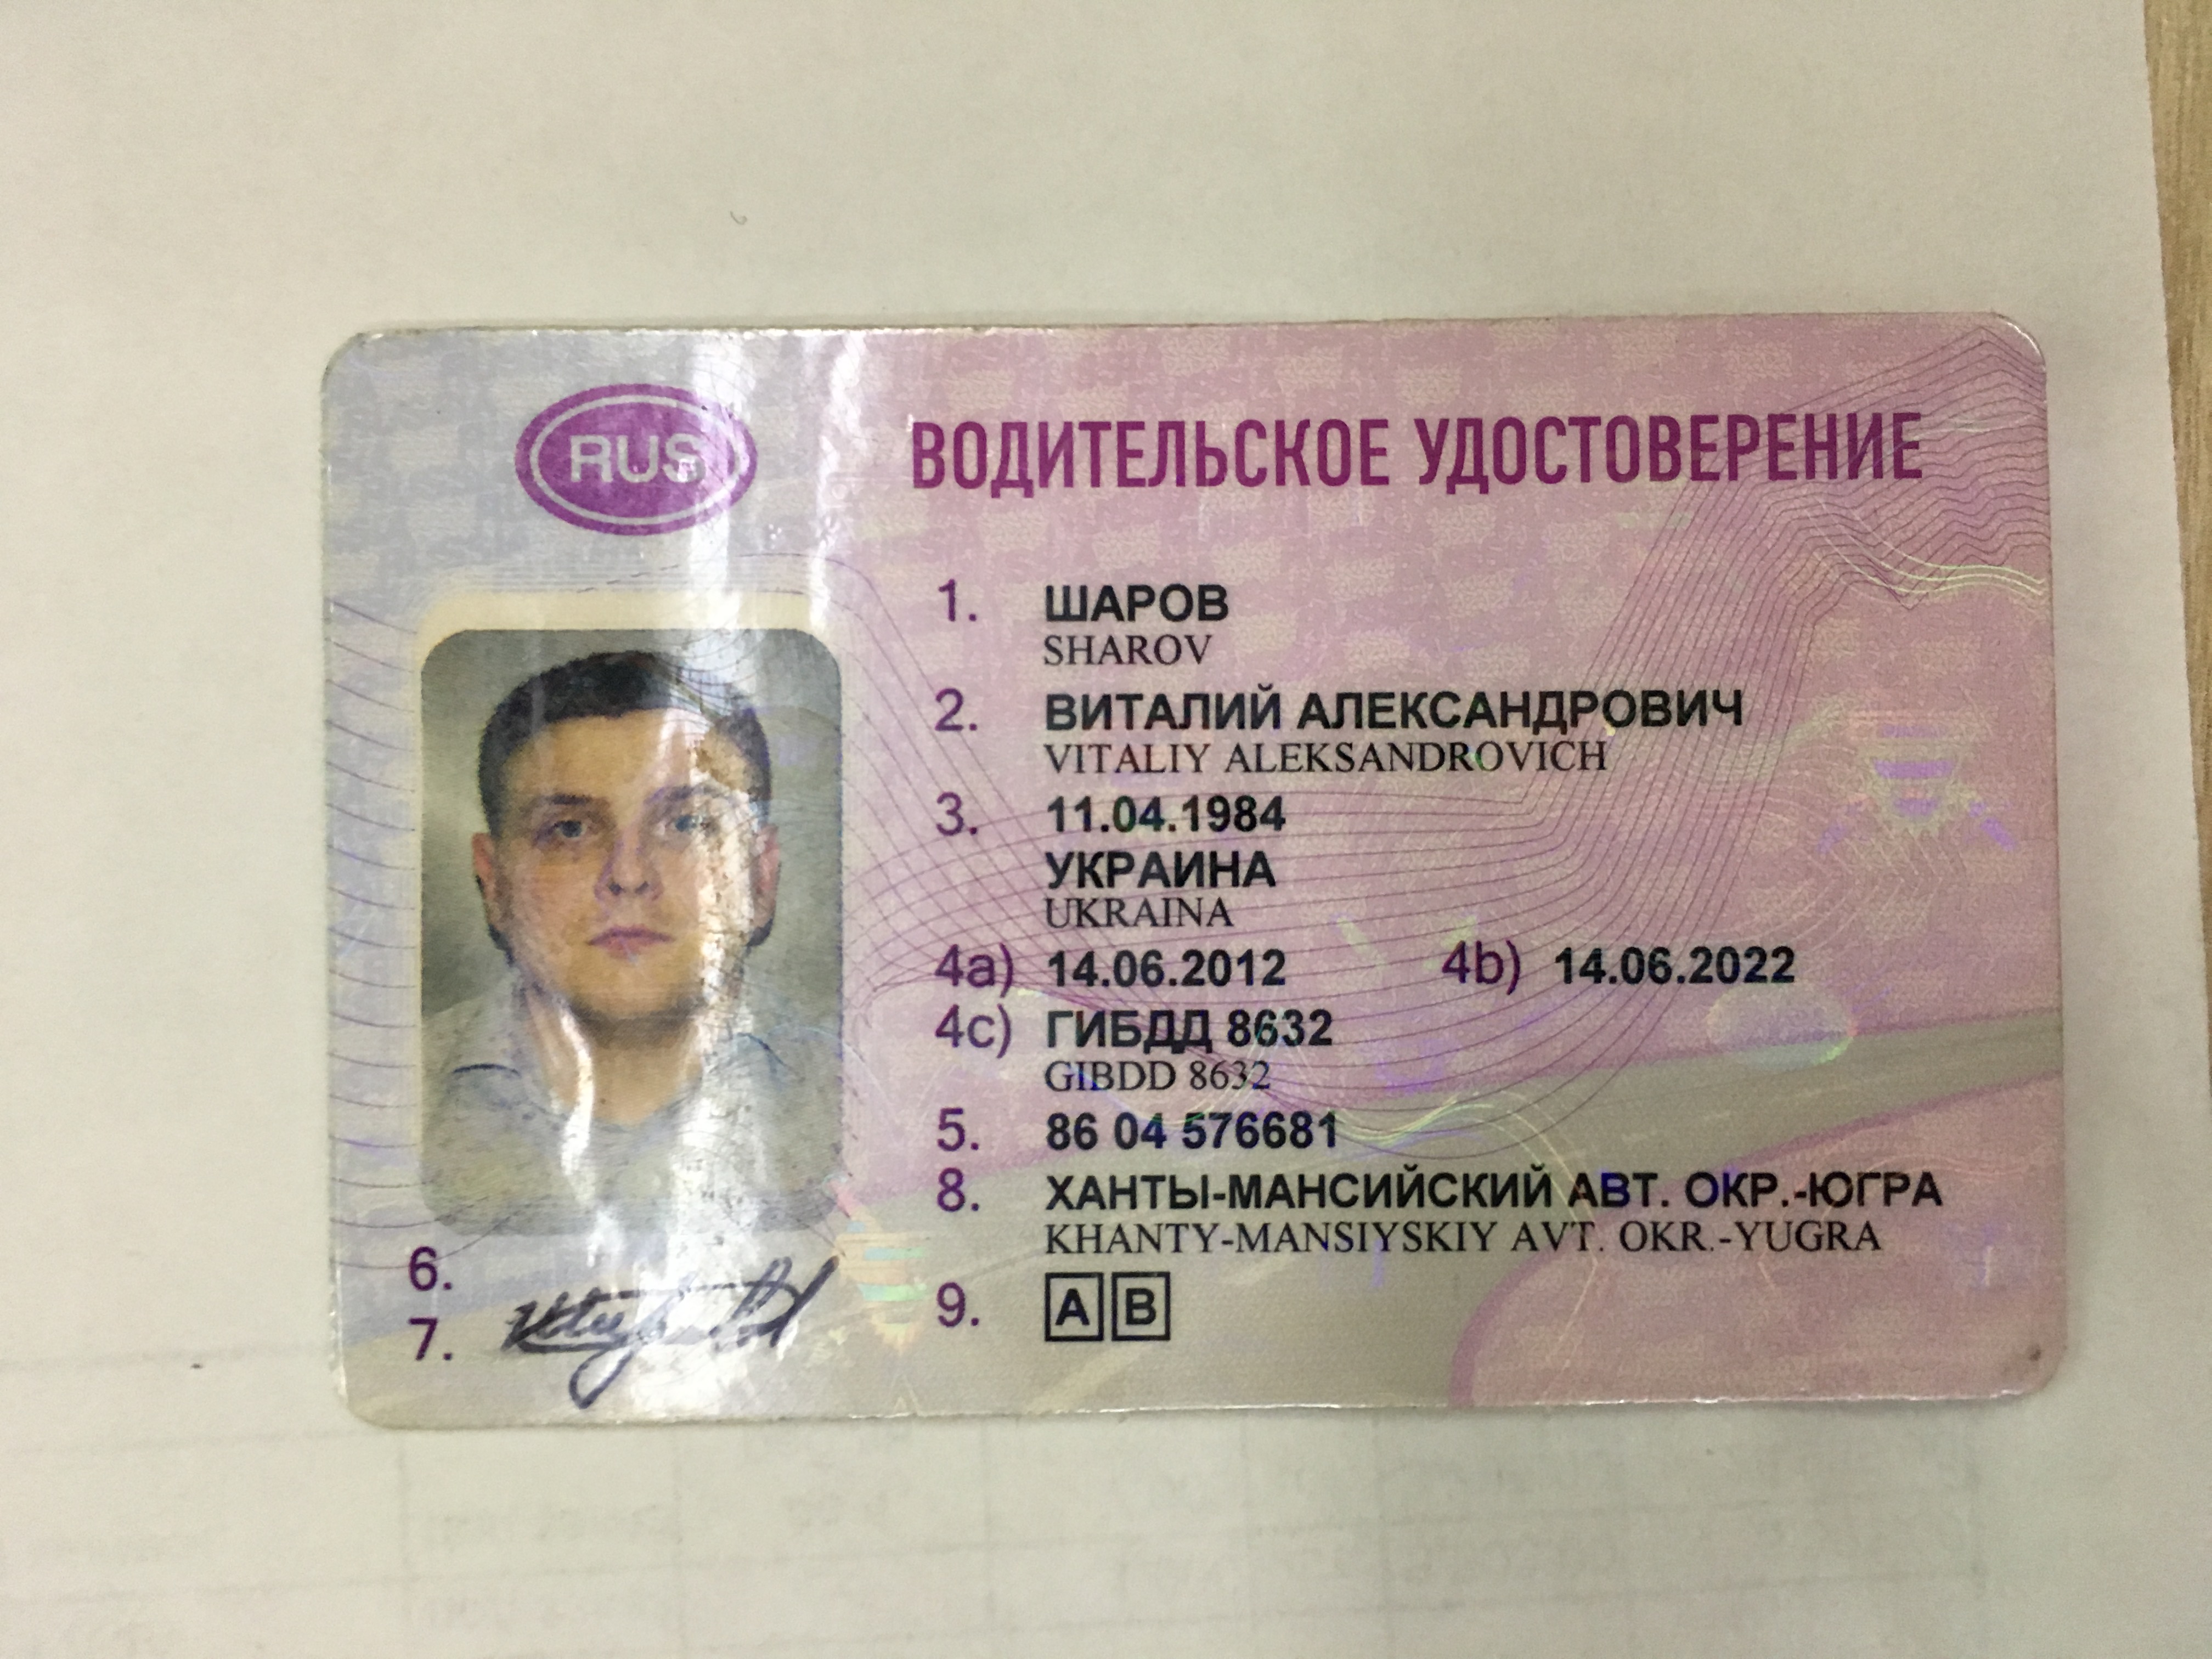 RUS
ВОДИТЕЛЬСКОЕ УДОСТОВЕРЕНИЕ
1. ШАРОВ
SHAROV
2. ВИТАЛИЙ АЛЕКСАНДРОВИЧ
VITALIY ALEKSANDROVICH
3. 11.04.1984
УКРАИНА
UKRAINA
4a) 14.06.2012 4b) 14.06.2022
4c) ГИБДД 8632
GIBDD 8632
5. 86 04 576681
8. ХАНТЫ-МАНСИЙСКИЙ АВТ. ОКР.-ЮГРА
KHANTY-MANSIYSKIY AVT. OKR.-YUGRA
6.
7.
9. A B